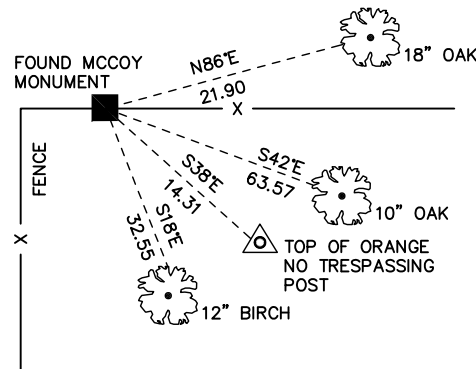 18" OAK
N86°E
21.90
FOUND MCCOY
MONUMENT
X
FENCE
X
S42°E
63.57
10" OAK
S38°E
14.31
TOP OF ORANGE
NO TRESPASSING
POST
S18°E
32.55
12" BIRCH